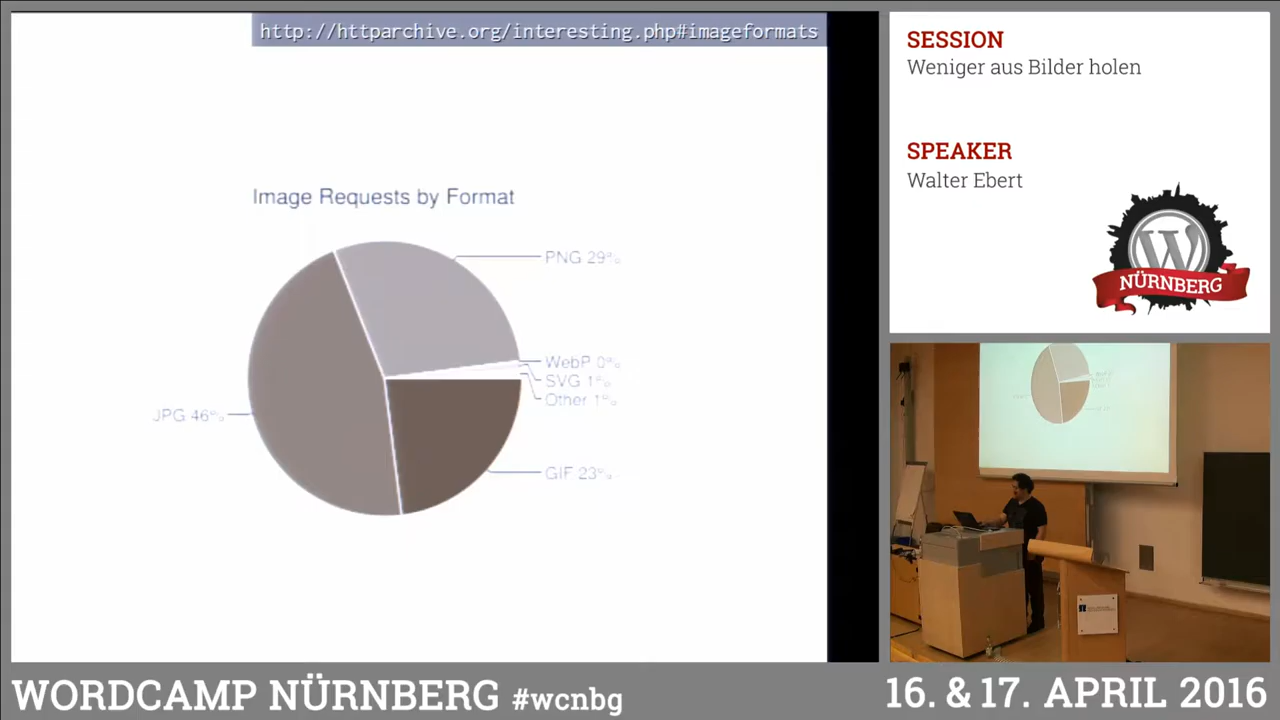 http://httparchive.org/interesting.php#imageformats
Image Requests by Format
PNG 29%
WebP 0%
SVG 1%
Other 1%
JPG 46%
GIF 23%
SESSION
Weniger aus Bilder holen
SPEAKER
Walter Ebert
W
NÜRNBERG
WORDCAMP NÜRNBERG #wcnbg
16. & 17. APRIL 2016